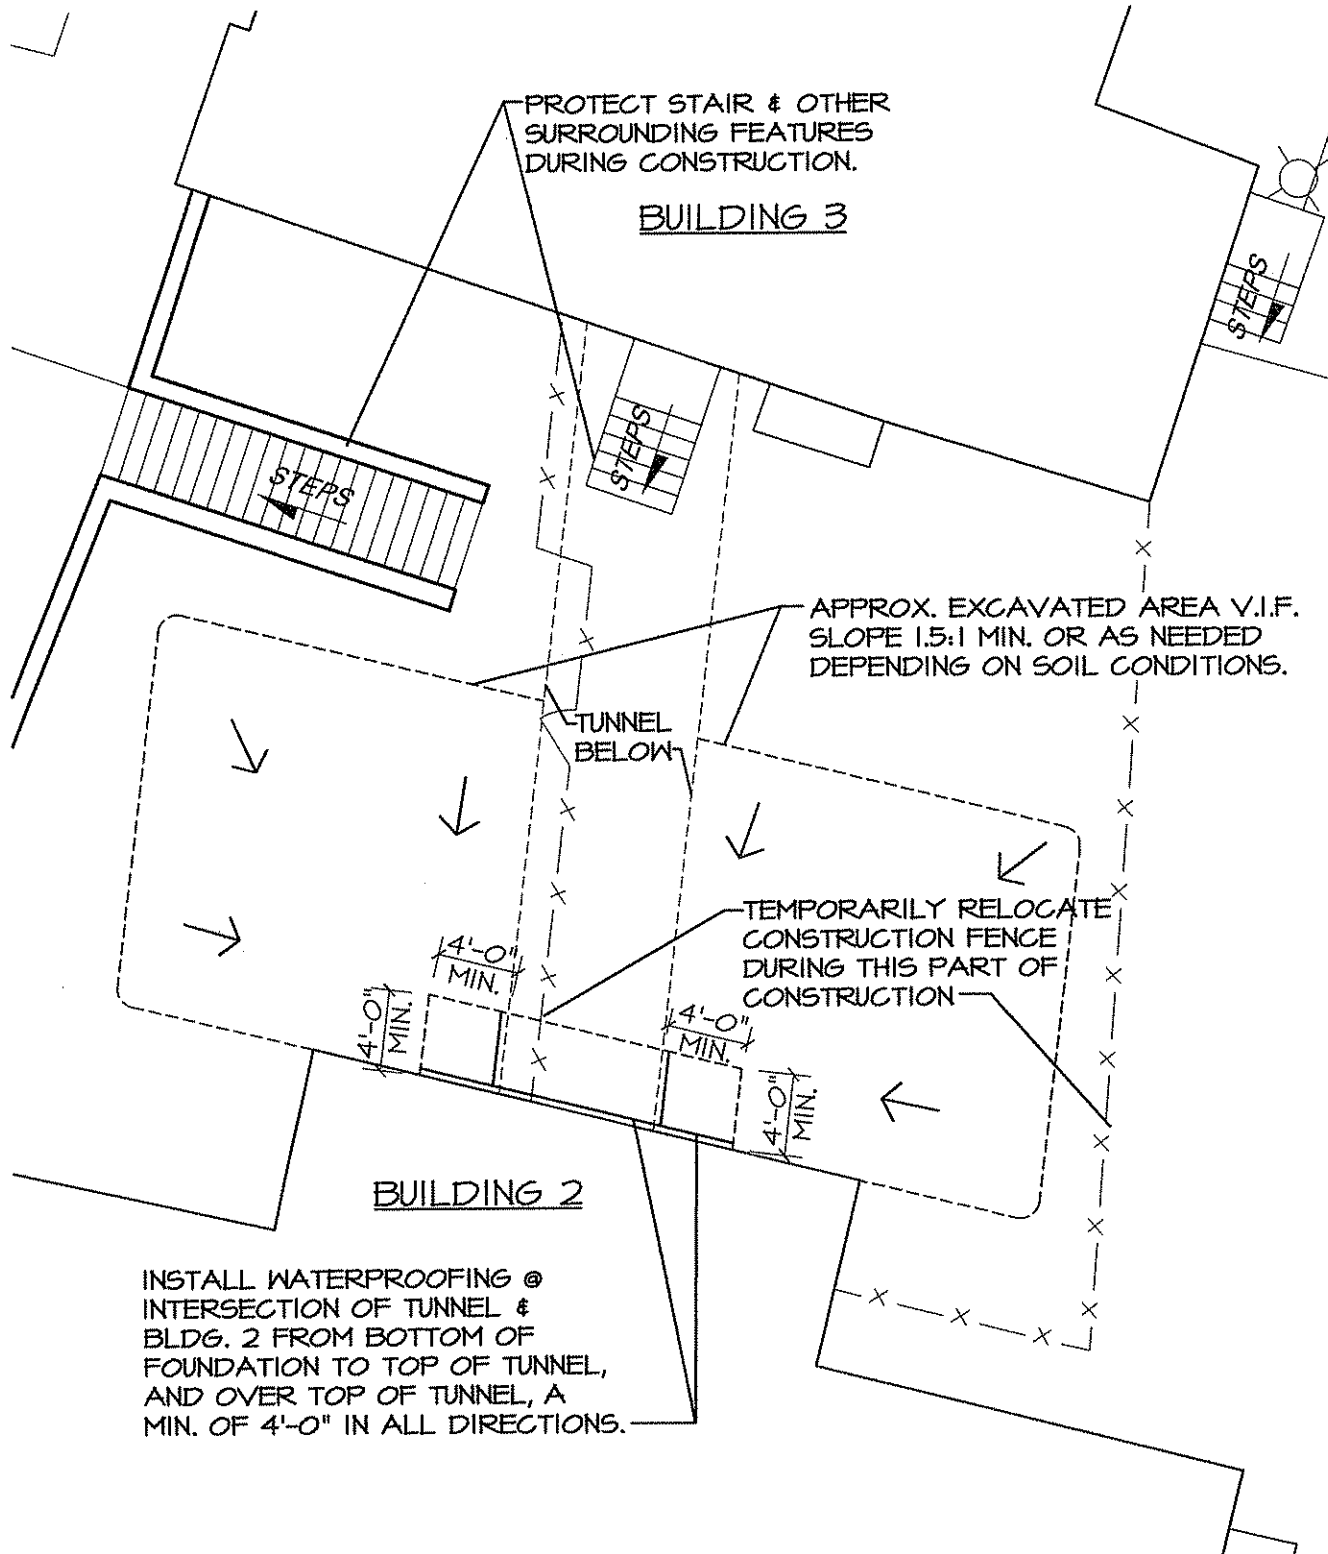 PROTECT STAIR & OTHER
SURROUNDING FEATURES
DURING CONSTRUCTION.
BUILDING 3
STEPS
STEPS
STEPS
APPROX. EXCAVATED AREA V.I.F.
SLOPE 1.5:1 MIN. OR AS NEEDED
DEPENDING ON SOIL CONDITIONS.
TUNNEL
BELOW
TEMPORARILY RELOCATE
CONSTRUCTION FENCE
DURING THIS PART OF
CONSTRUCTION
4'-0"
MIN.
4'-0"
MIN.
4'-0"
MIN.
4'-0"
MIN.
BUILDING 2
INSTALL WATERPROOFING @
INTERSECTION OF TUNNEL &
BLDG. 2 FROM BOTTOM OF
FOUNDATION TO TOP OF TUNNEL,
AND OVER TOP OF TUNNEL, A
MIN. OF 4'-0" IN ALL DIRECTIONS.